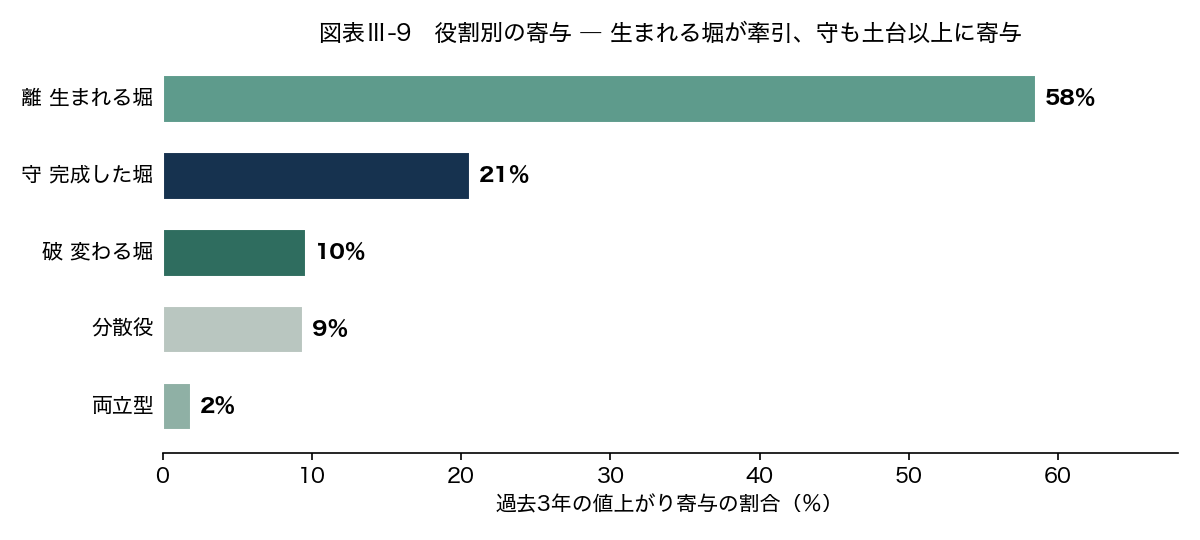 図表Ⅲ-9　役割別の寄与 — 生まれる堀が牽引、守も土台以上に寄与
離 生まれる堀 58%
守 完成した堀 21%
破 変わる堀 10%
分散役 9%
両立型 2%
0 10 20 30 40 50 60
過去3年の値上がり寄与の割合（%）